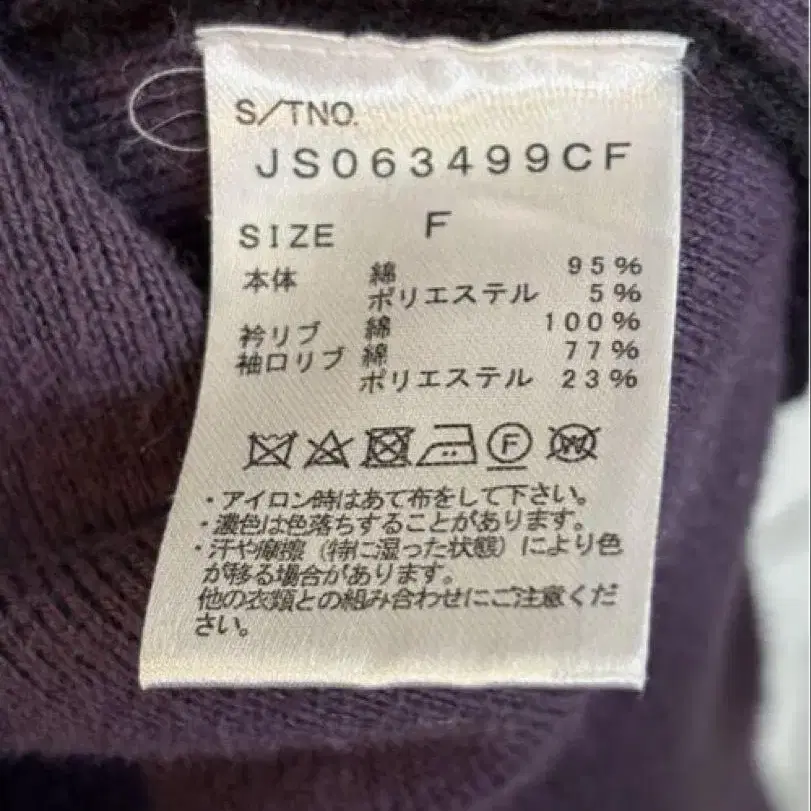 S/TNO.
JS063499CF
SIZE F
本体 綿 95%
ポリエステル 5%
衿リブ 綿 100%
袖口リブ 綿 77%
ポリエステル 23%
F W
・アイロン時はあて布をして下さい。
・濃色は色落ちすることがあります。
・汗や摩擦（特に湿った状態）により色
が移る場合があります。
他の衣類との組み合わせにご注意くだ
さい。